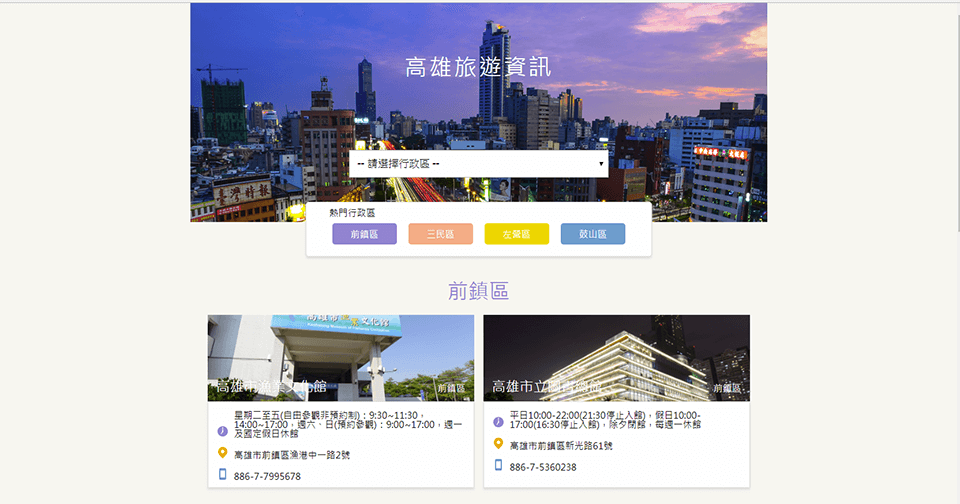 高雄旅遊資訊
-- 請選擇行政區 --
熱門行政區
前鎮區
三民區
左營區
鼓山區
前鎮區
高雄市漁業文化館
前鎮區
星期二至五(自由參觀非預約制)：9:30~11:30，
14:00~17:00，週六、日(預約參觀)：9:00~17:00，週一
及國定假日休館
高雄市前鎮區漁港中一路2號
886-7-7995678
高雄市立圖書總館
前鎮區
平日10:00-22:00(21:30停止入館)，假日10:00-
17:00(16:30停止入館)，除夕閉館，每週一休館
高雄市前鎮區新光路61號
886-7-5360238